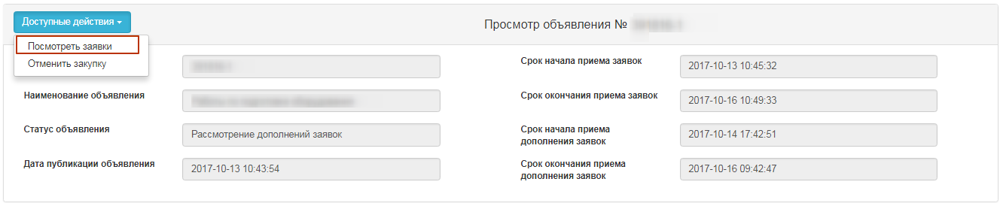 Доступные действия
Просмотр объявления №
Посмотреть заявки
Отменить закупку
Срок начала приема заявок
2017-10-13 10:45:32
Наименование объявления
Срок окончания приема заявок
2017-10-16 10:49:33
Статус объявления
Рассмотрение дополнений заявок
Срок начала приема
дополнения заявок
2017-10-14 17:42:51
Дата публикации объявления
2017-10-13 10:43:54
Срок окончания приема
дополнения заявок
2017-10-16 09:42:47